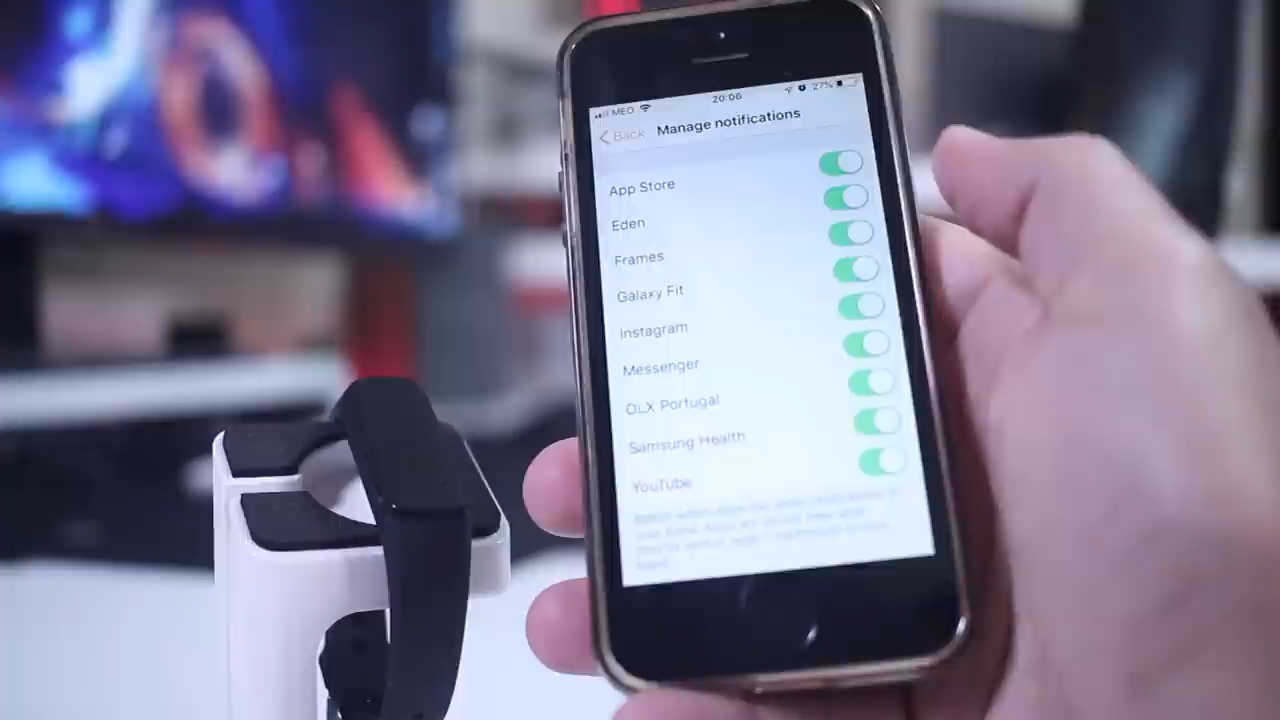 MEO 20:06 27%
Back Manage notifications
App Store
Eden
Frames
Galaxy Fit
Instagram
Messenger
OLX Portugal
Samsung Health
YouTube